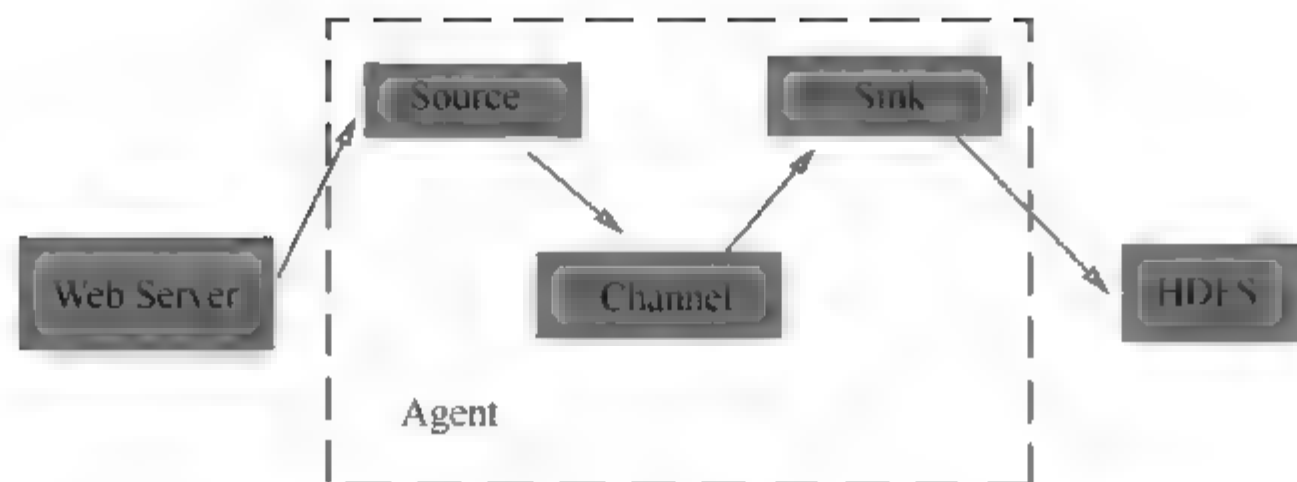 Source
Sink
Web Server
Channel
HDFS
Agent